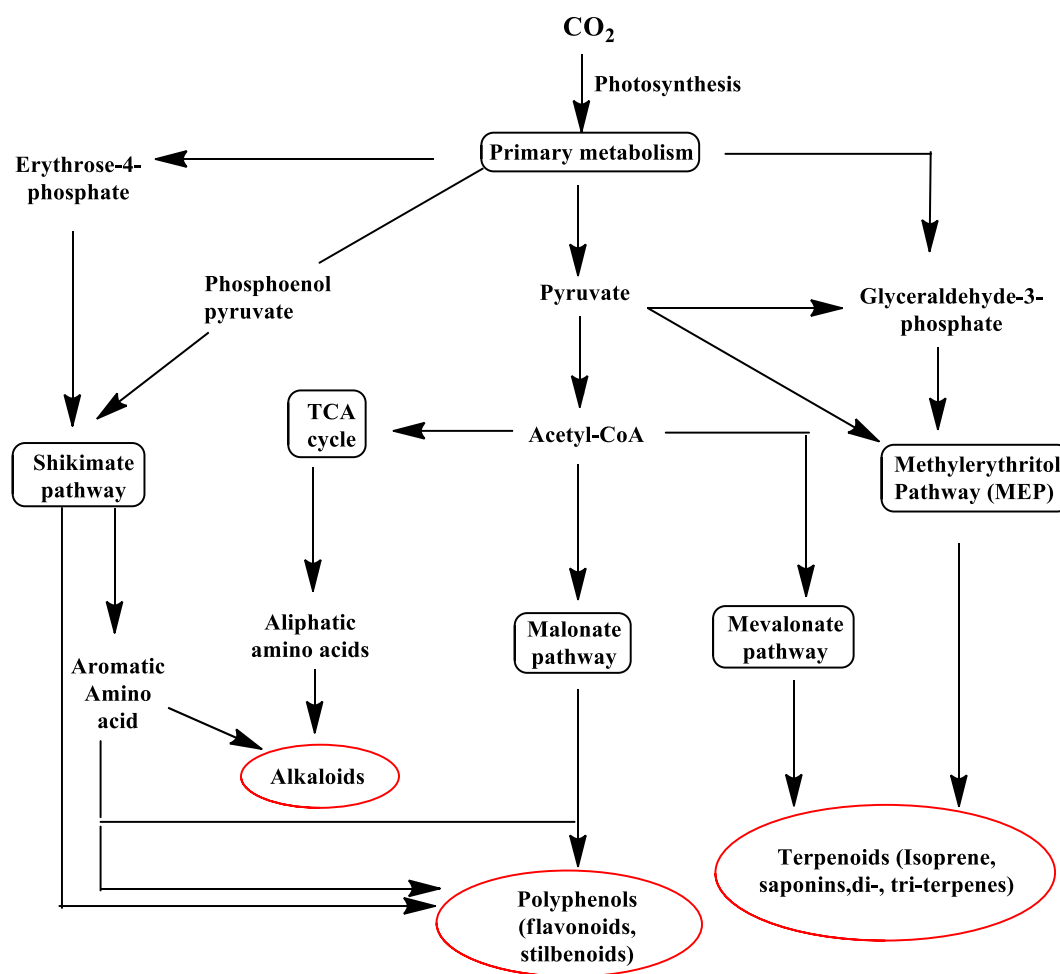 CO₂
Photosynthesis
Primary metabolism
Erythrose-4-
phosphate
Phosphoenol
pyruvate
Pyruvate
Glyceraldehyde-3-
phosphate
TCA
cycle
Acetyl-CoA
Shikimate
pathway
Methylerythritol
Pathway (MEP)
Aliphatic
amino acids
Malonate
pathway
Mevalonate
pathway
Aromatic
Amino
acid
Alkaloids
Terpenoids (Isoprene,
saponins,di-, tri-terpenes)
Polyphenols
(flavonoids,
stilbenoids)